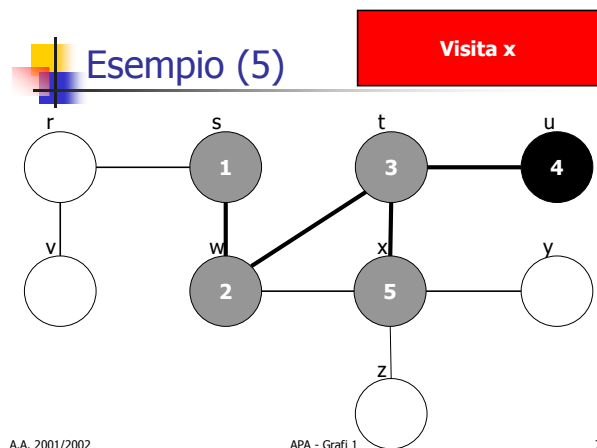 Esempio (5)
Visita x
r s t u
1 3 4
v w x y
2 5
z
A.A. 2001/2002 APA - Grafi 1